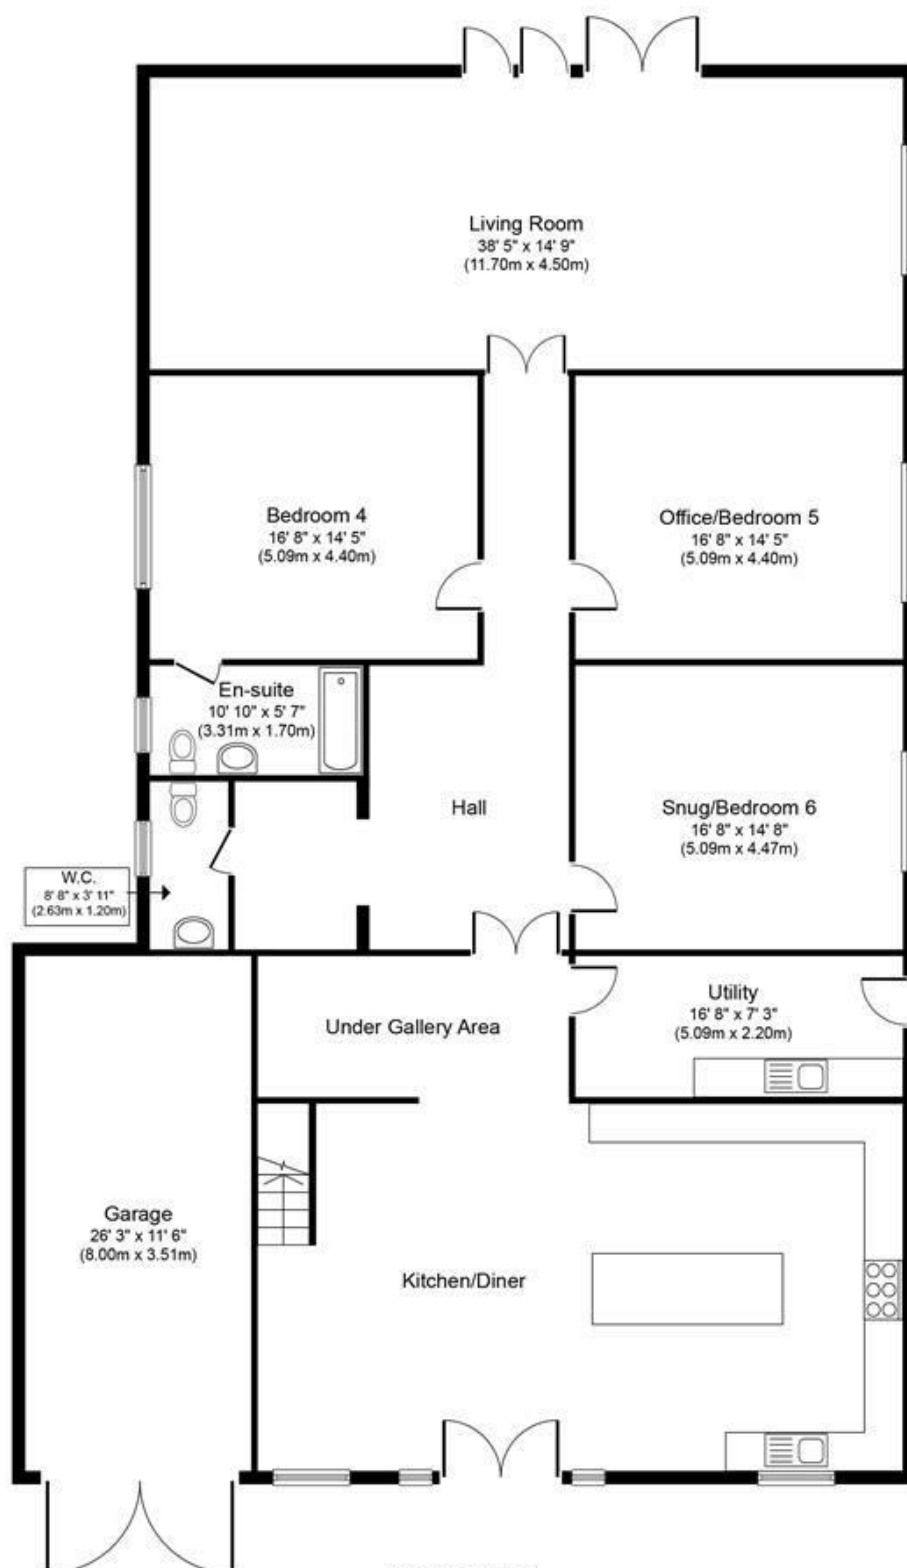 Living Room
38' 5" x 14' 9"
(11.70m x 4.50m)
Bedroom 4
16' 8" x 14' 5"
(5.09m x 4.40m)
Office/Bedroom 5
16' 8" x 14' 5"
(5.09m x 4.40m)
En-suite
10' 10" x 5' 7"
(3.31m x 1.70m)
Hall
Snug/Bedroom 6
16' 8" x 14' 8"
(5.09m x 4.47m)
W.C.
8' 8" x 3' 11"
(2.63m x 1.20m)
Utility
16' 8" x 7' 3"
(5.09m x 2.20m)
Under Gallery Area
Garage
26' 3" x 11' 6"
(8.00m x 3.51m)
Kitchen/Diner